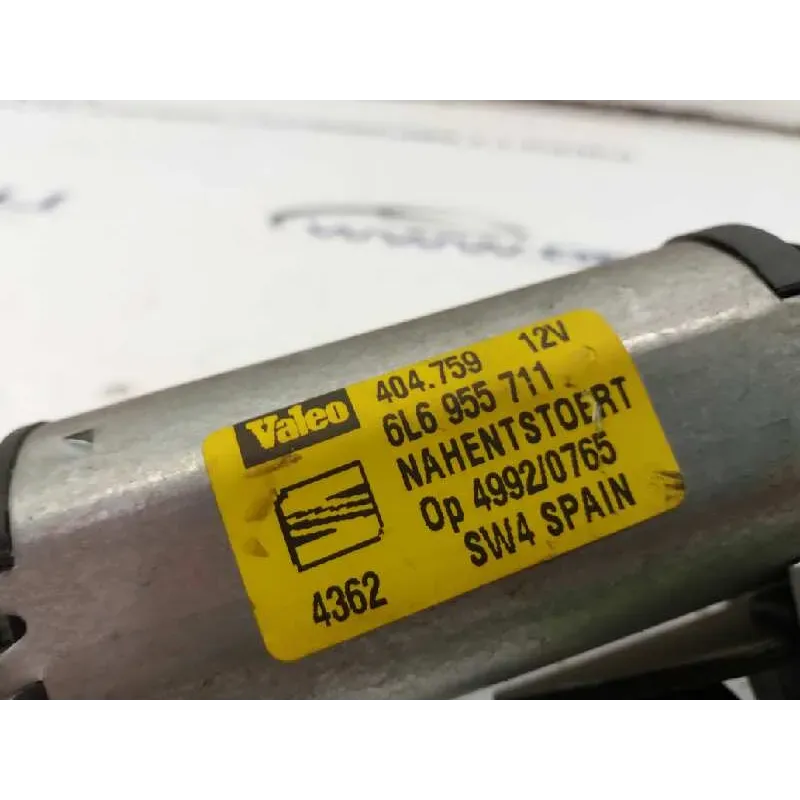 Valeo 404.759 12V
6L6 955 711
NAHENTSTOERT
Op 4992/0765
SW4 SPAIN
4362